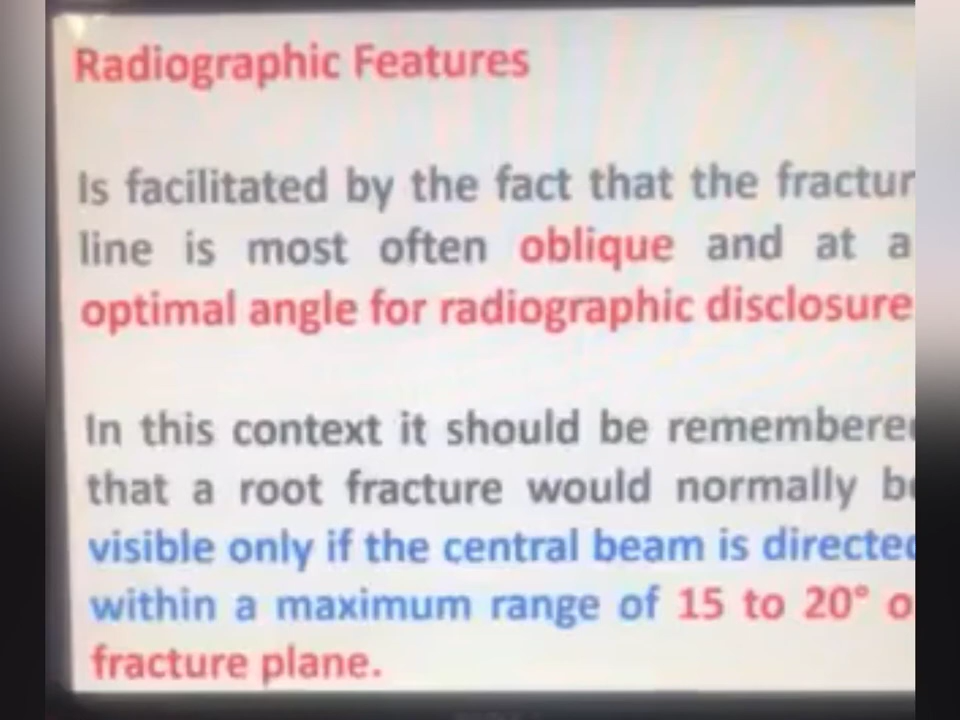 Radiographic Features
Is facilitated by the fact that the fractur
line is most often oblique and at a
optimal angle for radiographic disclosure
In this context it should be remembere
that a root fracture would normally b
visible only if the central beam is directed
within a maximum range of 15 to 20° o
fracture plane.